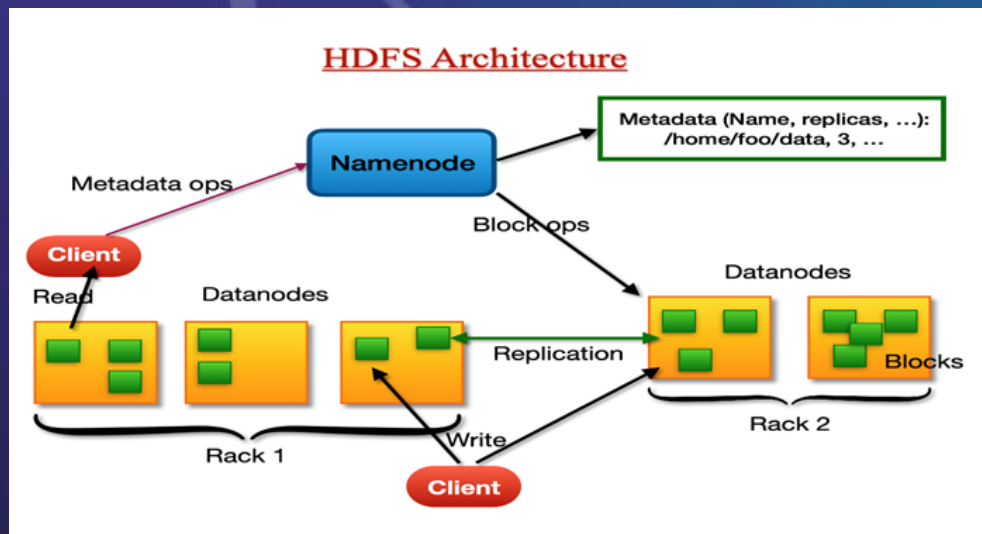 HDFS Architecture
Metadata (Name, replicas, …):
/home/foo/data, 3, …
Namenode
Metadata ops
Block ops
Client
Read
Datanodes
Datanodes
Replication
Blocks
Rack 1
Write
Rack 2
Client